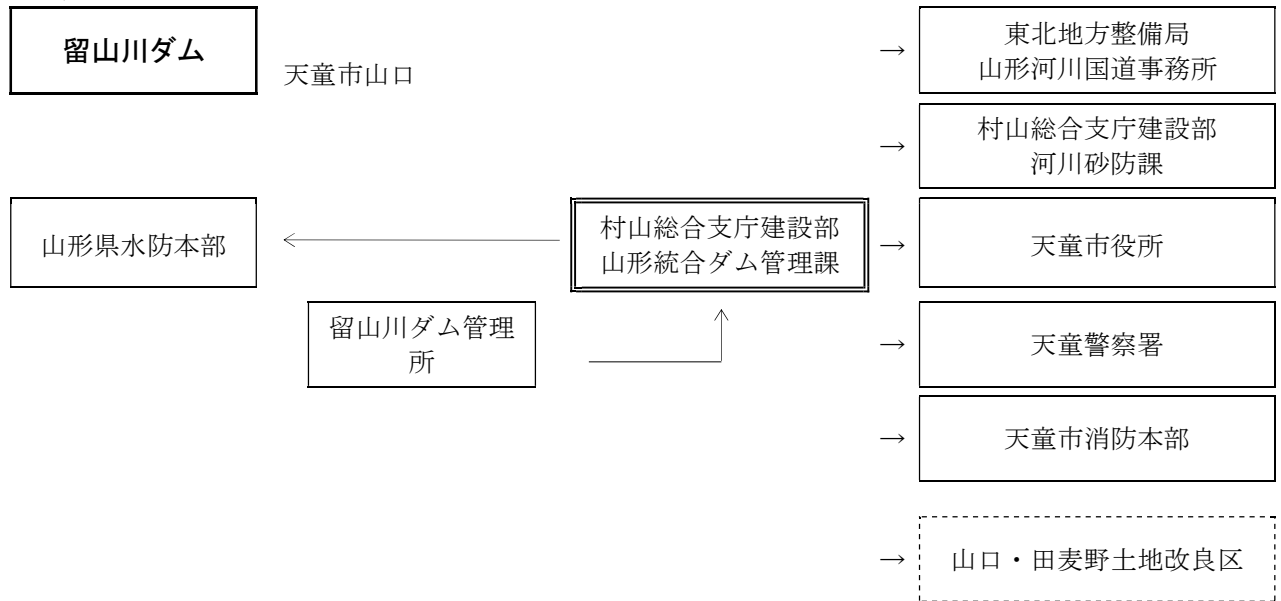 留山川ダム
天童市山口
→
東北地方整備局
山形河川国道事務所
→
村山総合支庁建設部
河川砂防課
山形県水防本部
村山総合支庁建設部
山形統合ダム管理課
→
天童市役所
留山川ダム管理
所
→
天童警察署
→
天童市消防本部
→
山口・田麦野土地改良区